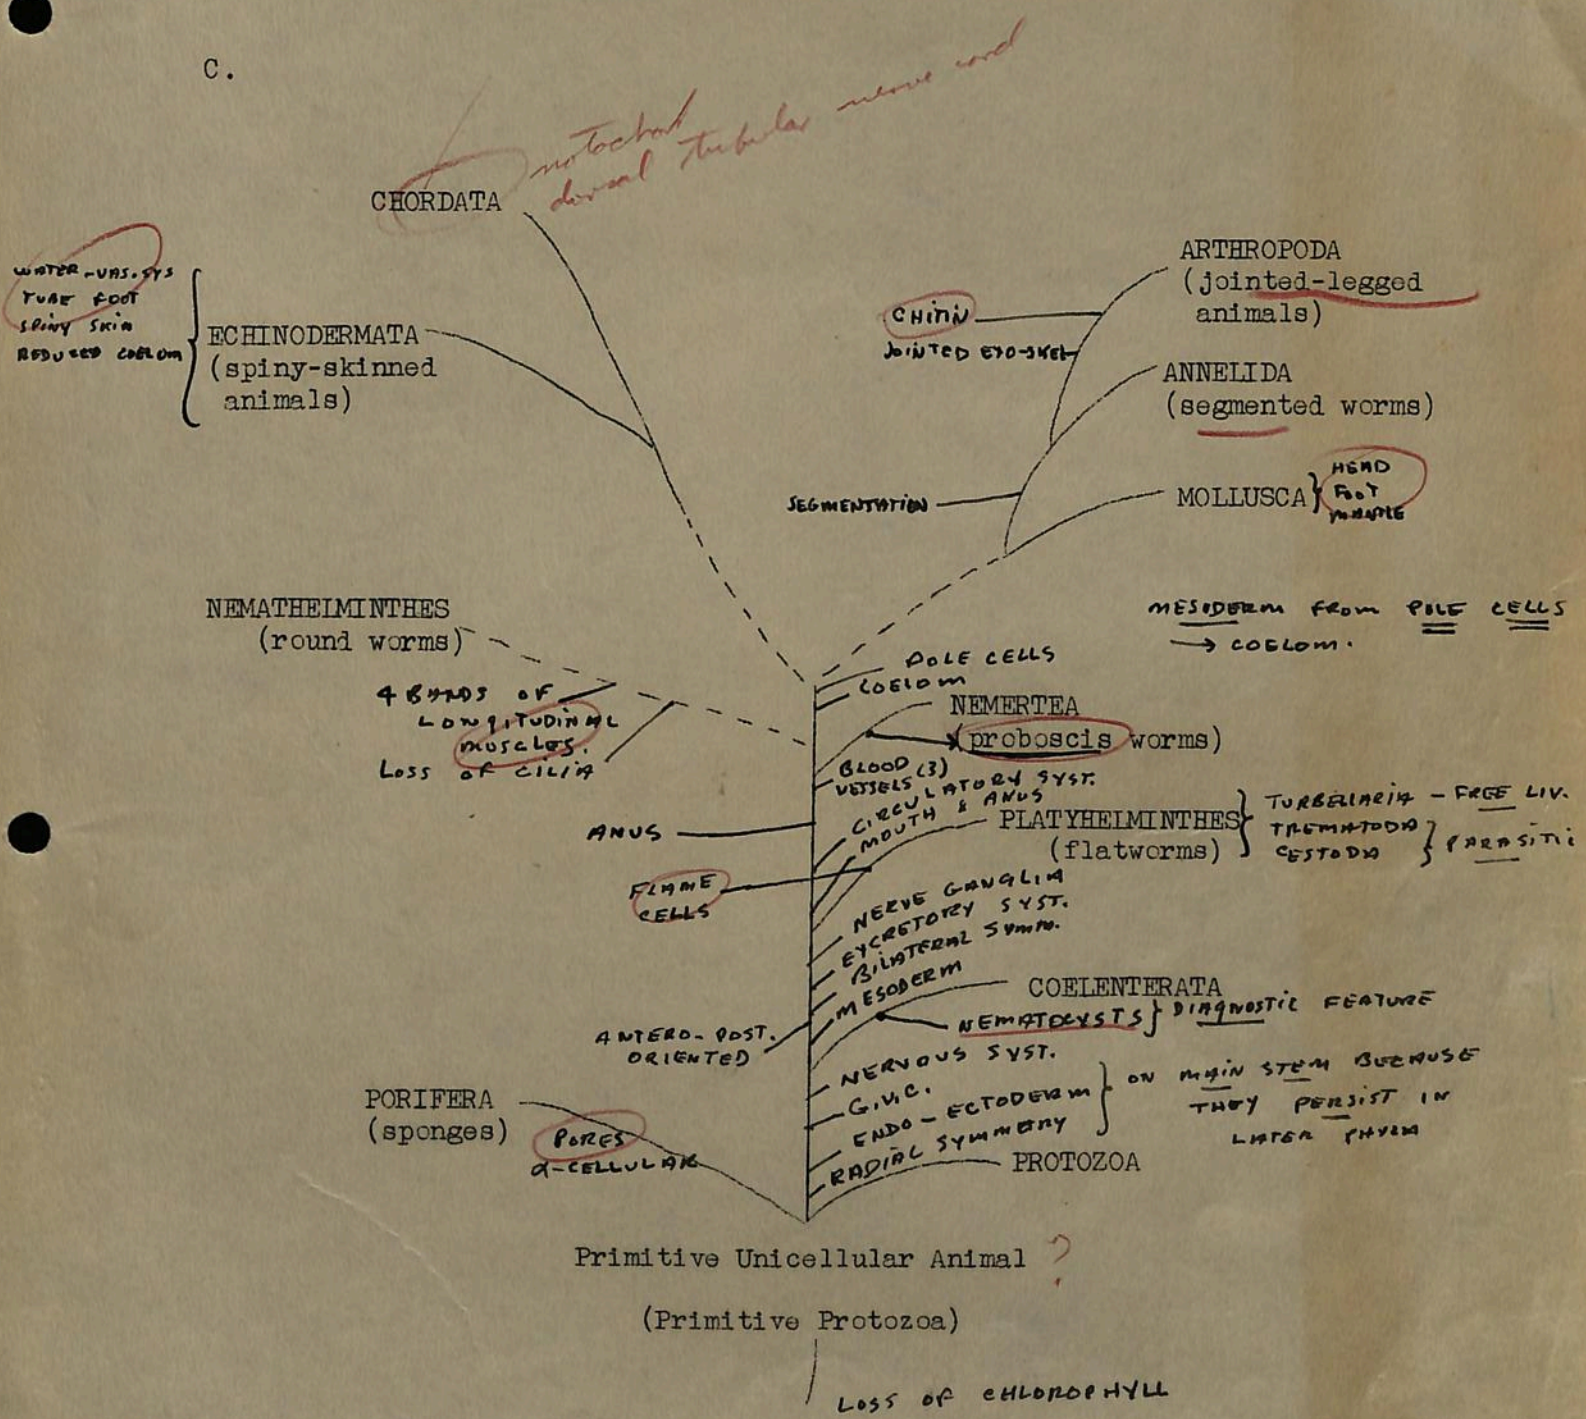 C.
notochord
dorsal tubular nerve cord
CHORDATA
WATER-VAS.SYS
TUBE FOOT
SPINY SKIN
REDUCED COELOM
ECHINODERMATA
(spiny-skinned
animals)
ARTHROPODA
(jointed-legged
animals)
CHITIN
JOINTED EXO-SKEL
ANNELIDA
(segmented worms)
SEGMENTATION
MOLLUSCA
HEAD
FOOT
MANTLE
NEMATHELMINTHES
(round worms)
MESODERM FROM POLE CELLS
→ COELOM.
4 BANDS OF
LONGITUDINAL
MUSCLES.
LOSS OF CILIA
POLE CELLS
COELOM
NEMERTEA
(proboscis worms)
BLOOD
VESSELS (3)
CIRCULATORY SYST.
MOUTH & ANUS
ANUS
PLATYHELMINTHES
(flatworms)
TURBELLARIA - FREE LIV.
TREMATODA
CESTODA
PARASITIC
FLAME
CELLS
NERVE GANGLIA
EXCRETORY SYST.
BILATERAL SYMM.
MESODERM
COELENTERATA
NEMATOCYSTS } DIAGNOSTIC FEATURE
ANTERO-POST.
ORIENTED
NERVOUS SYST.
G.V.C.
ENDO-ECTODERM
RADIAL SYMMETRY
ON MAIN STEM BECAUSE
THEY PERSIST IN
LATER PHYLA
PORIFERA
(sponges)
PORES
2-CELLULAR
PROTOZOA
Primitive Unicellular Animal ?
(Primitive Protozoa)
LOSS OF CHLOROPHYLL